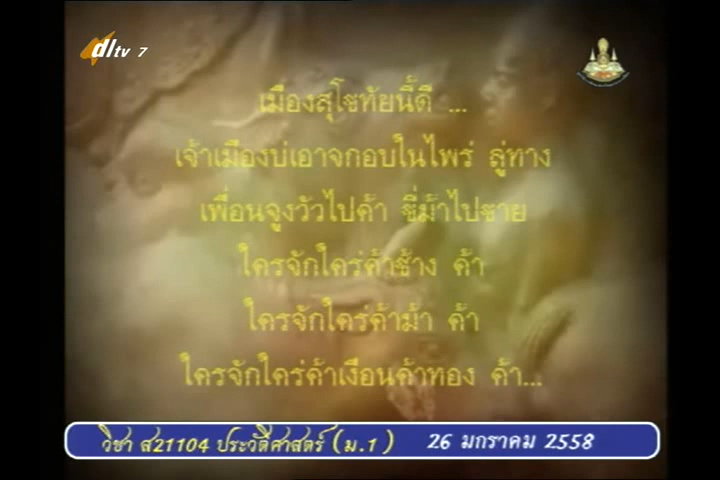 dltv 7
เมืองสุโขทัยนี้ดี ...
เจ้าเมืองบ่เอาจกอบในไพร่ ลู่ทาง
เพื่อนจูงวัวไปค้า ขี่ม้าไปขาย
ใครจักใคร่ค้าช้าง ค้า
ใครจักใคร่ค้าม้า ค้า
ใครจักใคร่ค้าเงือนค้าทอง ค้า...
วิชา ส21104 ประวัติศาสตร์ (ม.1) 26 มกราคม 2558